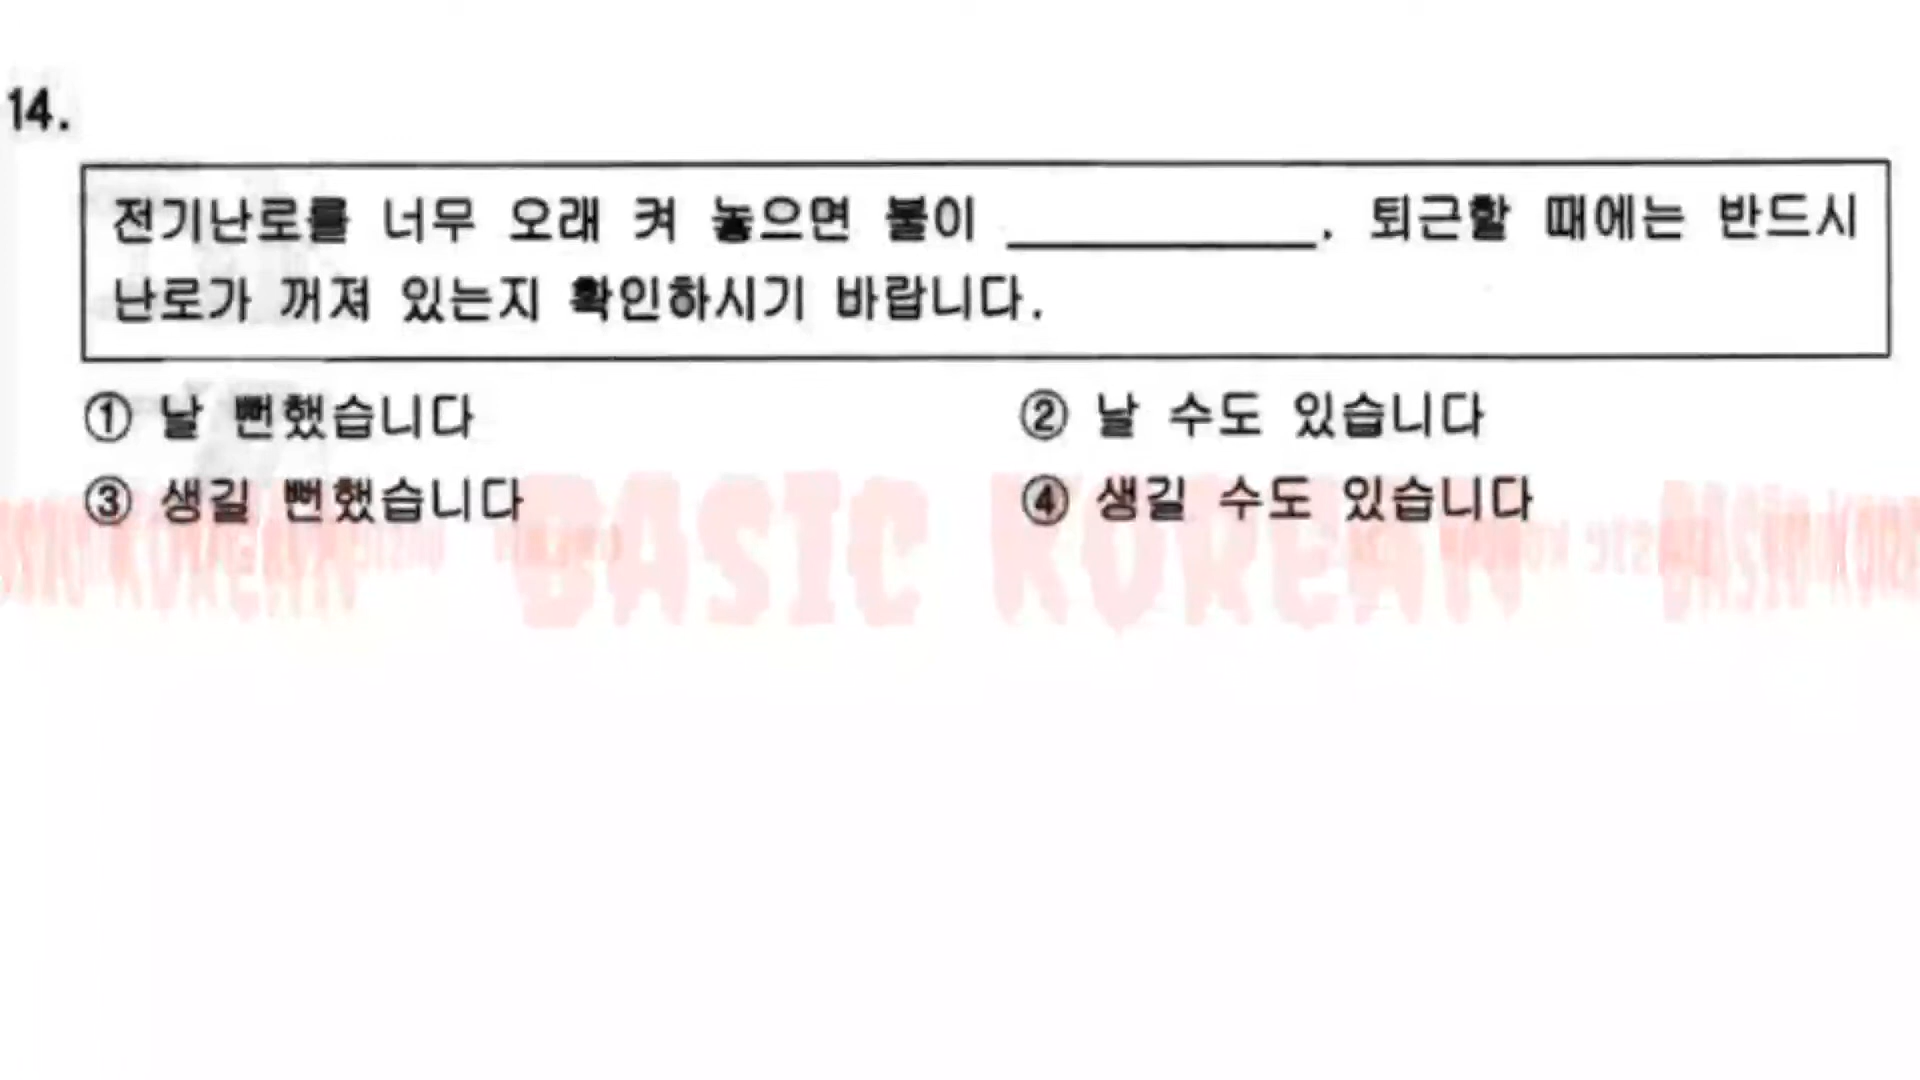 14.
전기난로를 너무 오래 켜 놓으면 불이 ____________. 퇴근할 때에는 반드시
난로가 꺼져 있는지 확인하시기 바랍니다.
① 날 뻔했습니다
② 날 수도 있습니다
③ 생길 뻔했습니다
④ 생길 수도 있습니다
BASIC KOREAN